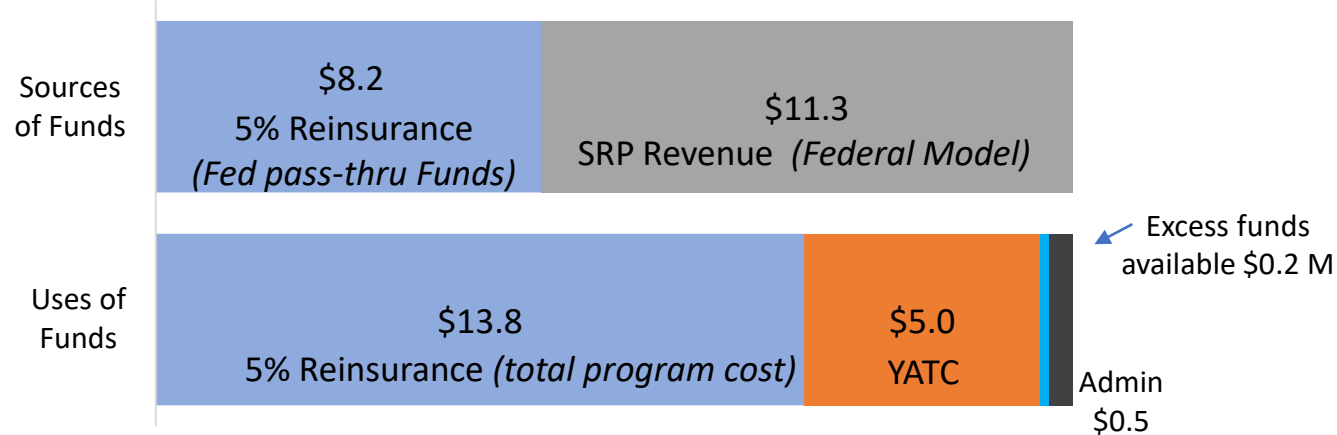 Sources
of Funds
$8.2
5% Reinsurance
(Fed pass-thru Funds)
$11.3
SRP Revenue (Federal Model)
Excess funds
available $0.2 M
Uses of
Funds
$13.8
5% Reinsurance (total program cost)
$5.0
YATC
Admin
$0.5